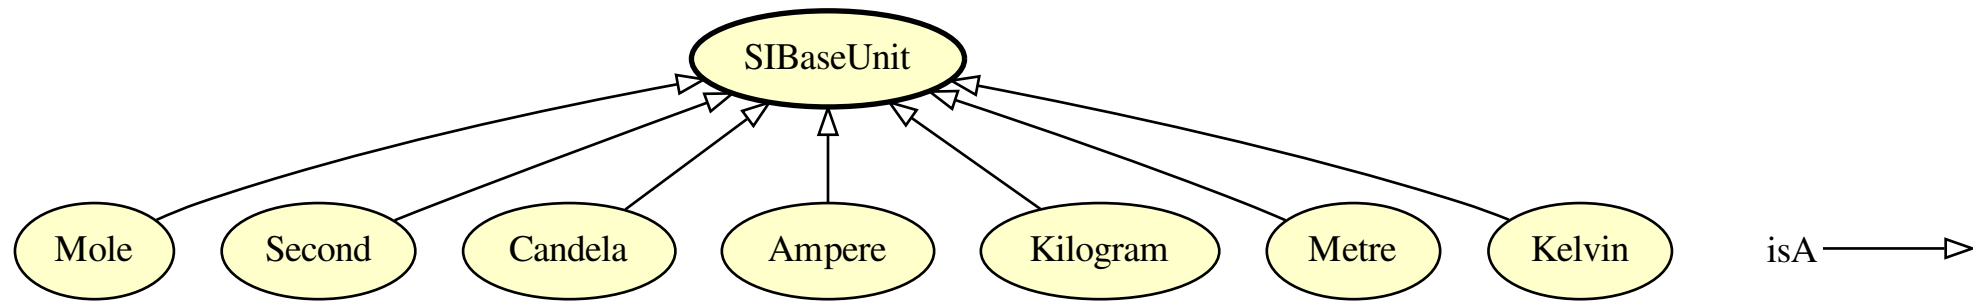 SIBaseUnit
Mole
Second
Candela
Ampere
Kilogram
Metre
Kelvin
isA